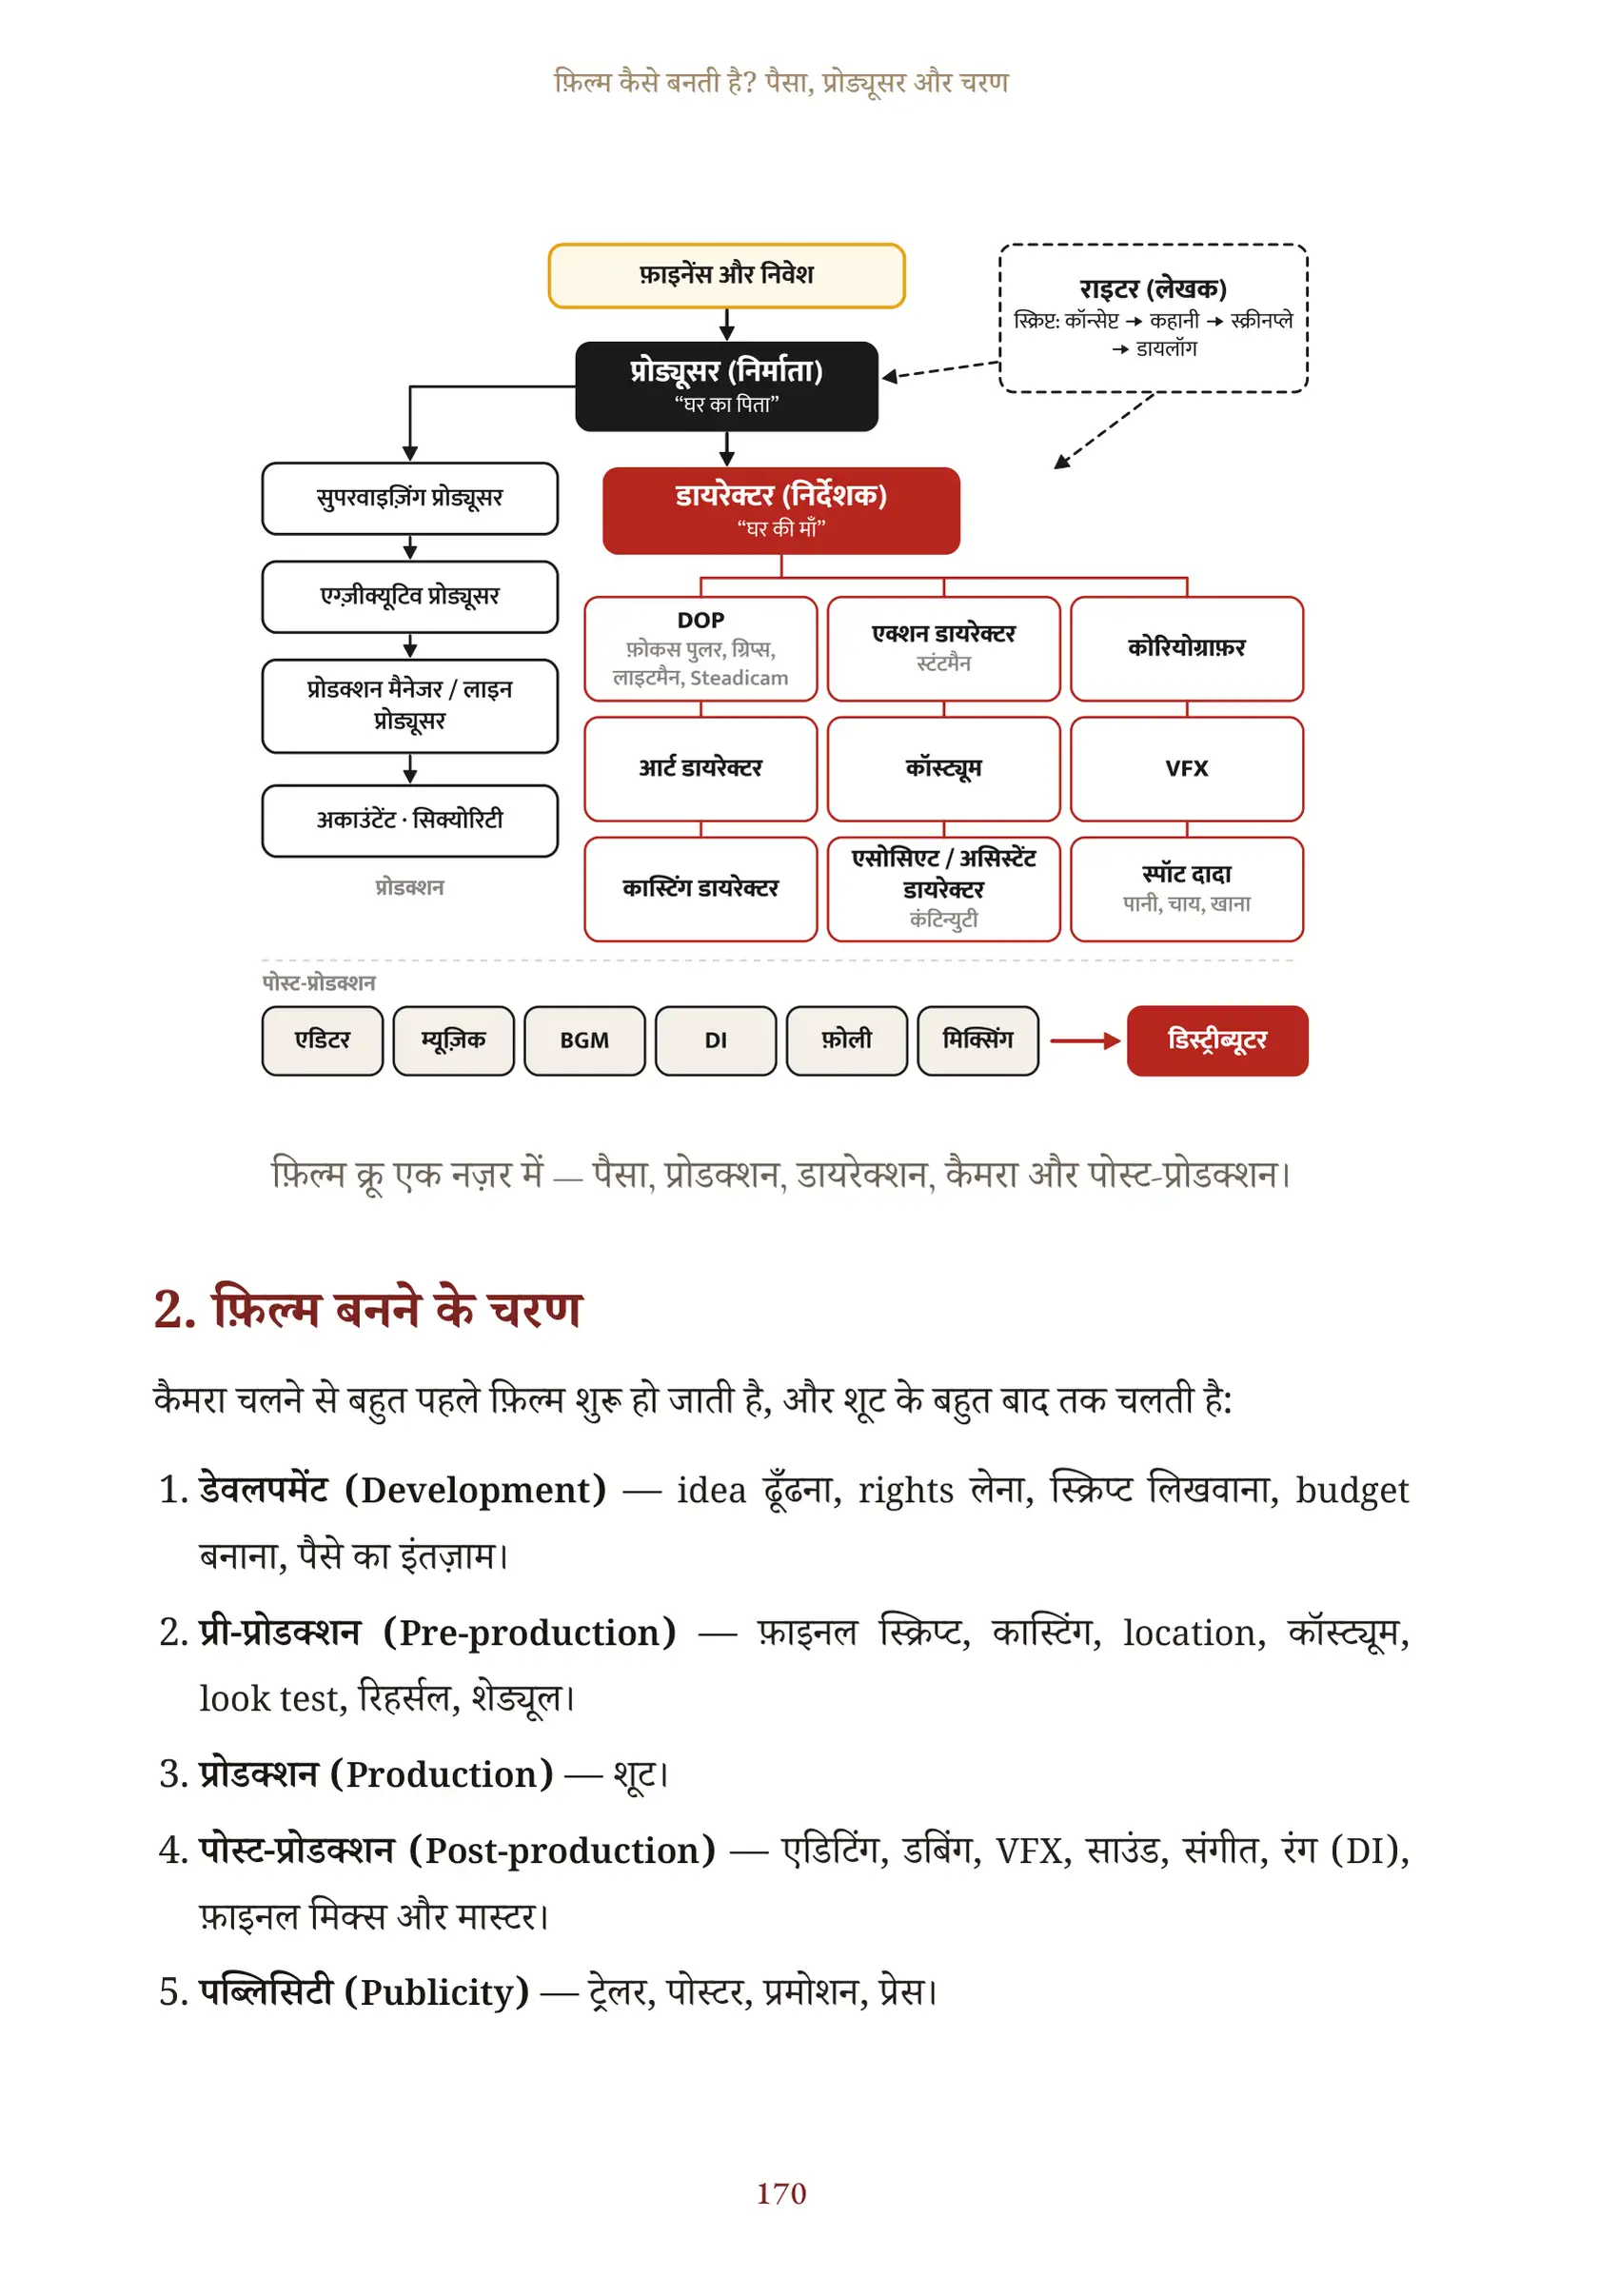 फ़िल्म कैसे बनती है? पैसा, प्रोड्यूसर और चरण
फ़ाइनेंस और निवेश
राइटर (लेखक)
स्क्रिप्ट: कॉन्सेप्ट → कहानी → स्क्रीनप्ले
→ डायलॉग
प्रोड्यूसर (निर्माता)
“घर का पिता”
डायरेक्टर (निर्देशक)
“घर की माँ”
सुपरवाइज़िंग प्रोड्यूसर
एग्ज़ीक्यूटिव प्रोड्यूसर
प्रोडक्शन मैनेजर / लाइन
प्रोड्यूसर
अकाउंटेंट · सिक्योरिटी
प्रोडक्शन
DOP
फ़ोकस पुलर, ग्रिप्स,
लाइटमैन, Steadicam
एक्शन डायरेक्टर
स्टंटमैन
कोरियोग्राफ़र
आर्ट डायरेक्टर
कॉस्ट्यूम
VFX
कास्टिंग डायरेक्टर
एसोसिएट / असिस्टेंट
डायरेक्टर
कंटिन्युटी
स्पॉट दादा
पानी, चाय, खाना
पोस्ट-प्रोडक्शन
एडिटर
म्यूज़िक
BGM
DI
फ़ोली
मिक्सिंग
डिस्ट्रीब्यूटर
फ़िल्म क्रू एक नज़र में — पैसा, प्रोडक्शन, डायरेक्शन, कैमरा और पोस्ट-प्रोडक्शन।
2. फ़िल्म बनने के चरण
कैमरा चलने से बहुत पहले फ़िल्म शुरू हो जाती है, और शूट के बहुत बाद तक चलती है:
1. डेवलपमेंट (Development) — idea ढूँढना, rights लेना, स्क्रिप्ट लिखवाना, budget
बनाना, पैसे का इंतज़ाम।
2. प्री-प्रोडक्शन (Pre-production) — फ़ाइनल स्क्रिप्ट, कास्टिंग, location, कॉस्ट्यूम,
look test, रिहर्सल, शेड्यूल।
3. प्रोडक्शन (Production) — शूट।
4. पोस्ट-प्रोडक्शन (Post-production) — एडिटिंग, डबिंग, VFX, साउंड, संगीत, रंग (DI),
फ़ाइनल मिक्स और मास्टर।
5. पब्लिसिटी (Publicity) — ट्रेलर, पोस्टर, प्रमोशन, प्रेस।
170